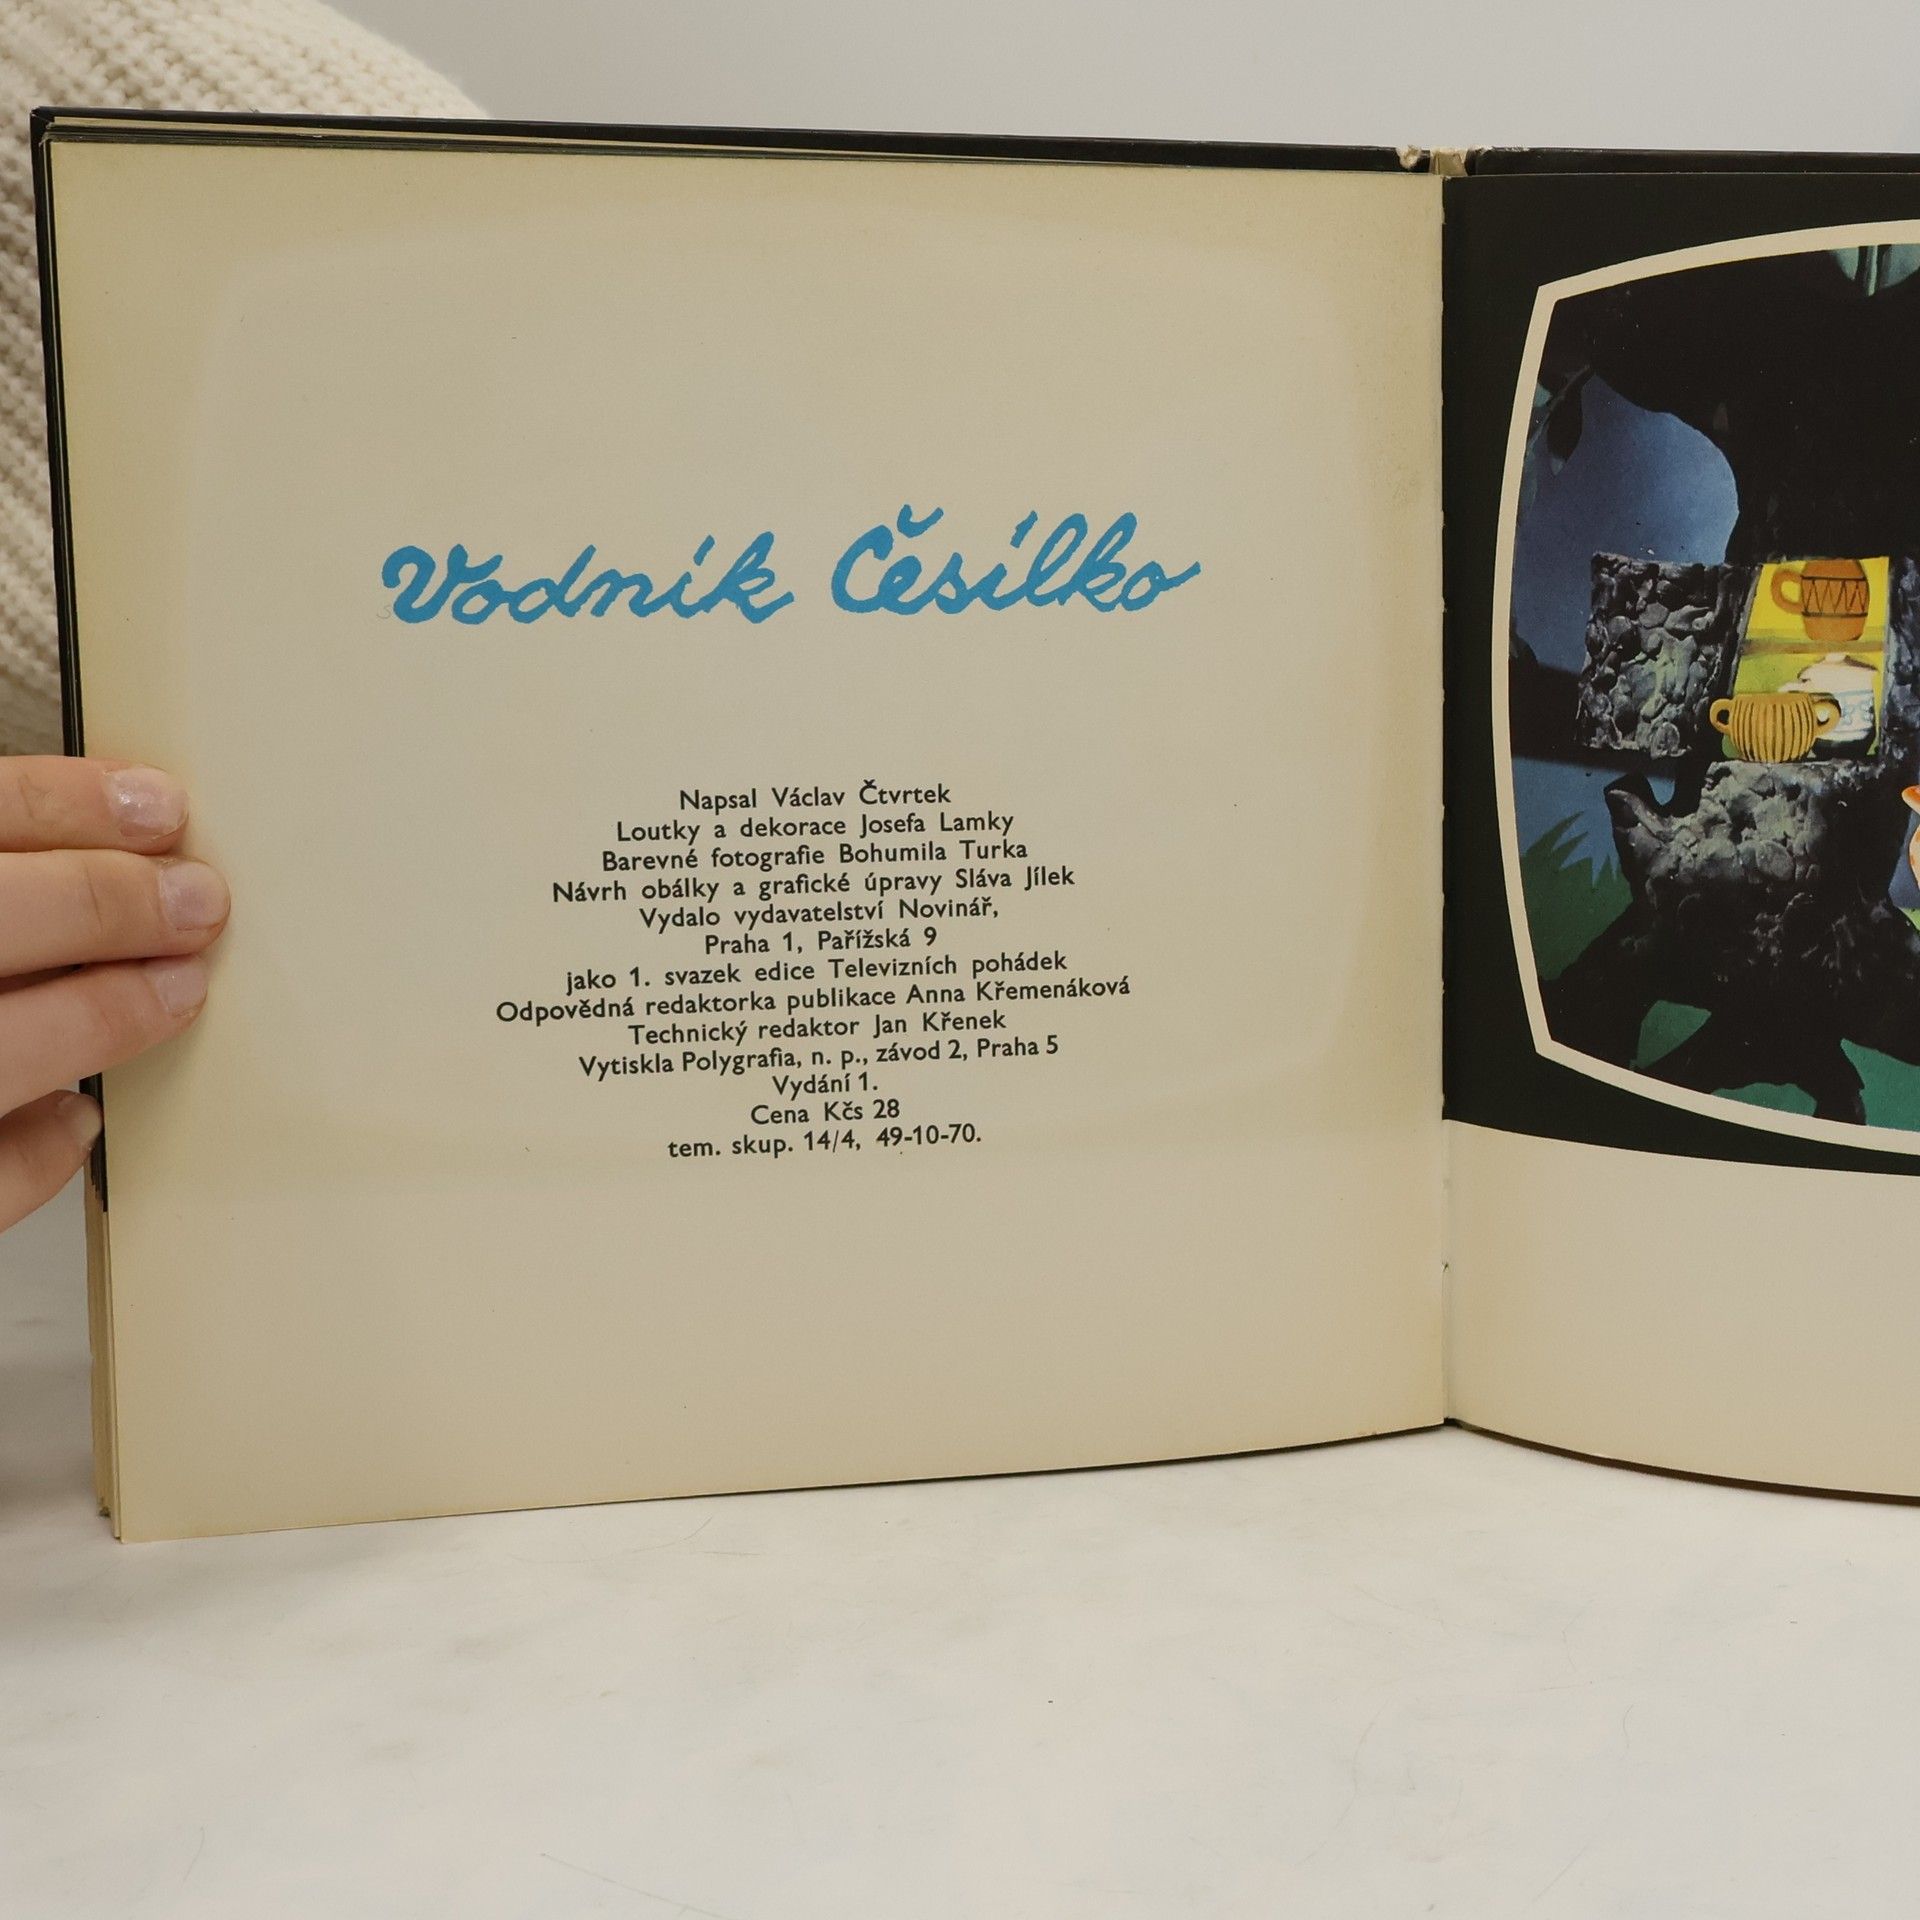 Vodník Česílko
Napsal Václav Čtvrtek
Loutky a dekorace Josefa Lamky
Barevné fotografie Bohumila Turka
Návrh obálky a grafické úpravy Sláva Jílek
Vydalo vydavatelství Novinář,
Praha 1, Pařížská 9
jako 1. svazek edice Televizních pohádek
Odpovědná redaktorka publikace Anna Křemenáková
Technický redaktor Jan Křenek
Vytiskla Polygrafia, n. p., závod 2, Praha 5
Vydání 1.
Cena Kčs 28
tem. skup. 14/4, 49-10-70.